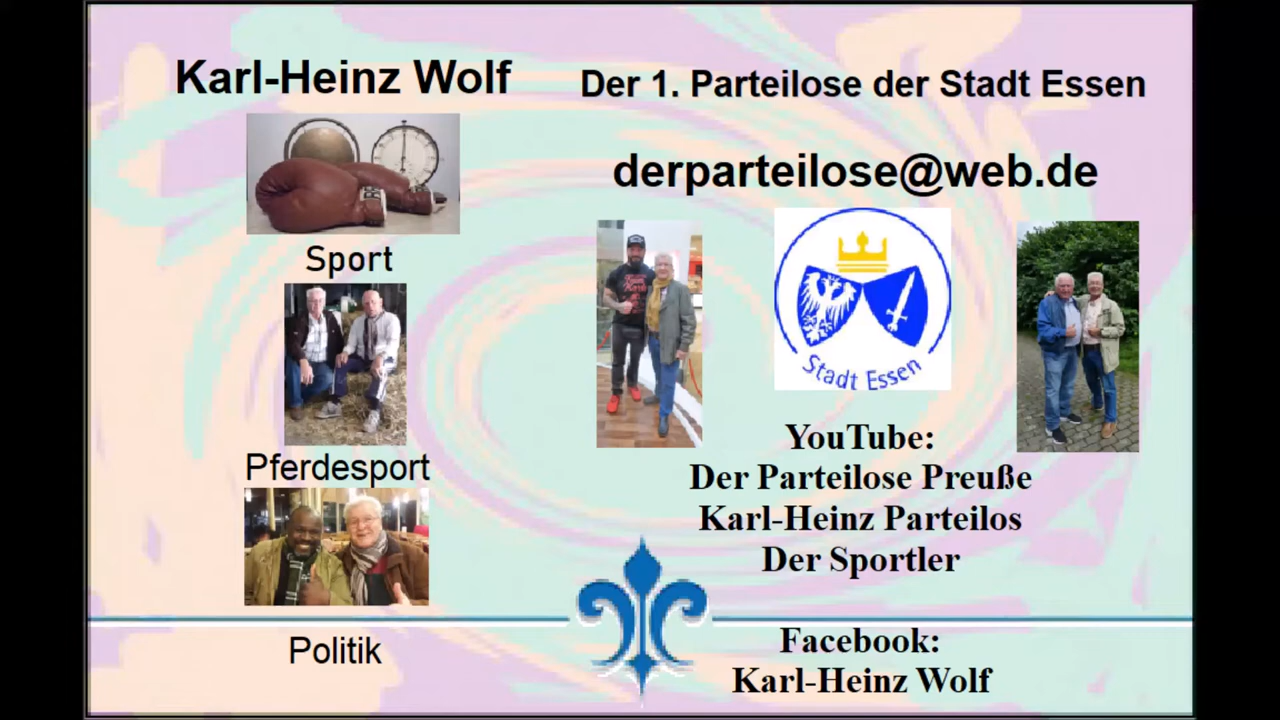 Karl-Heinz Wolf
Der 1. Parteilose der Stadt Essen
derparteilose@web.de
Sport
Pferdesport
Politik
Stadt Essen
YouTube:
Der Parteilose Preuße
Karl-Heinz Parteilos
Der Sportler
Facebook:
Karl-Heinz Wolf